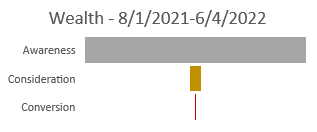 Wealth - 8/1/2021-6/4/2022
Awareness
Consideration
Conversion